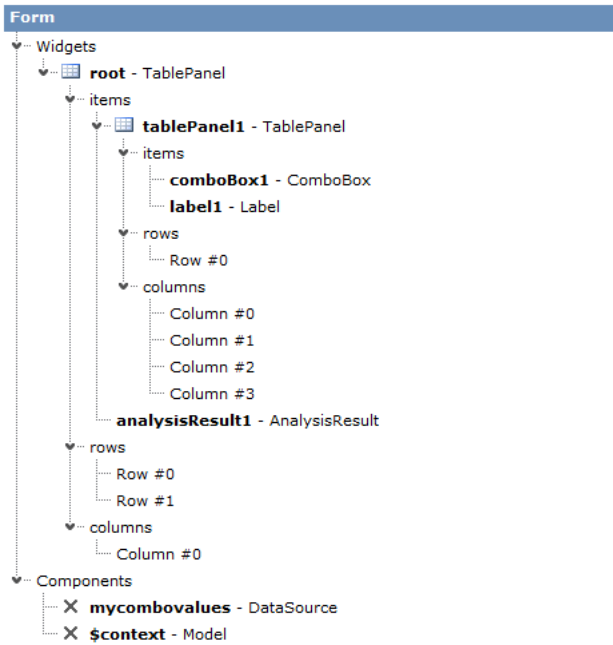 Form
Widgets
root - TablePanel
items
tablePanel1 - TablePanel
items
comboBox1 - ComboBox
label1 - Label
rows
Row #0
columns
Column #0
Column #1
Column #2
Column #3
analysisResult1 - AnalysisResult
rows
Row #0
Row #1
columns
Column #0
Components
mycombovalues - DataSource
$context - Model